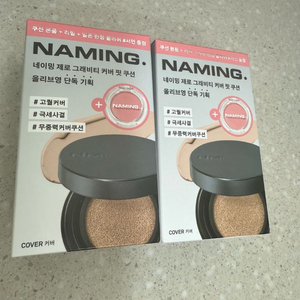 NAMING.
네이밍 제로 그래비티 커버 핏 쿠션
올리브영 단독 기획
#고밀커버
#극세사결
#무중력커버쿠션
NAMING.
COVER 커버
NAMING.
네이밍 제로 그래비티 커버 핏 쿠션
올리브영 단독 기획
#고밀커버
#극세사결
#무중력커버쿠션
COVER 커버